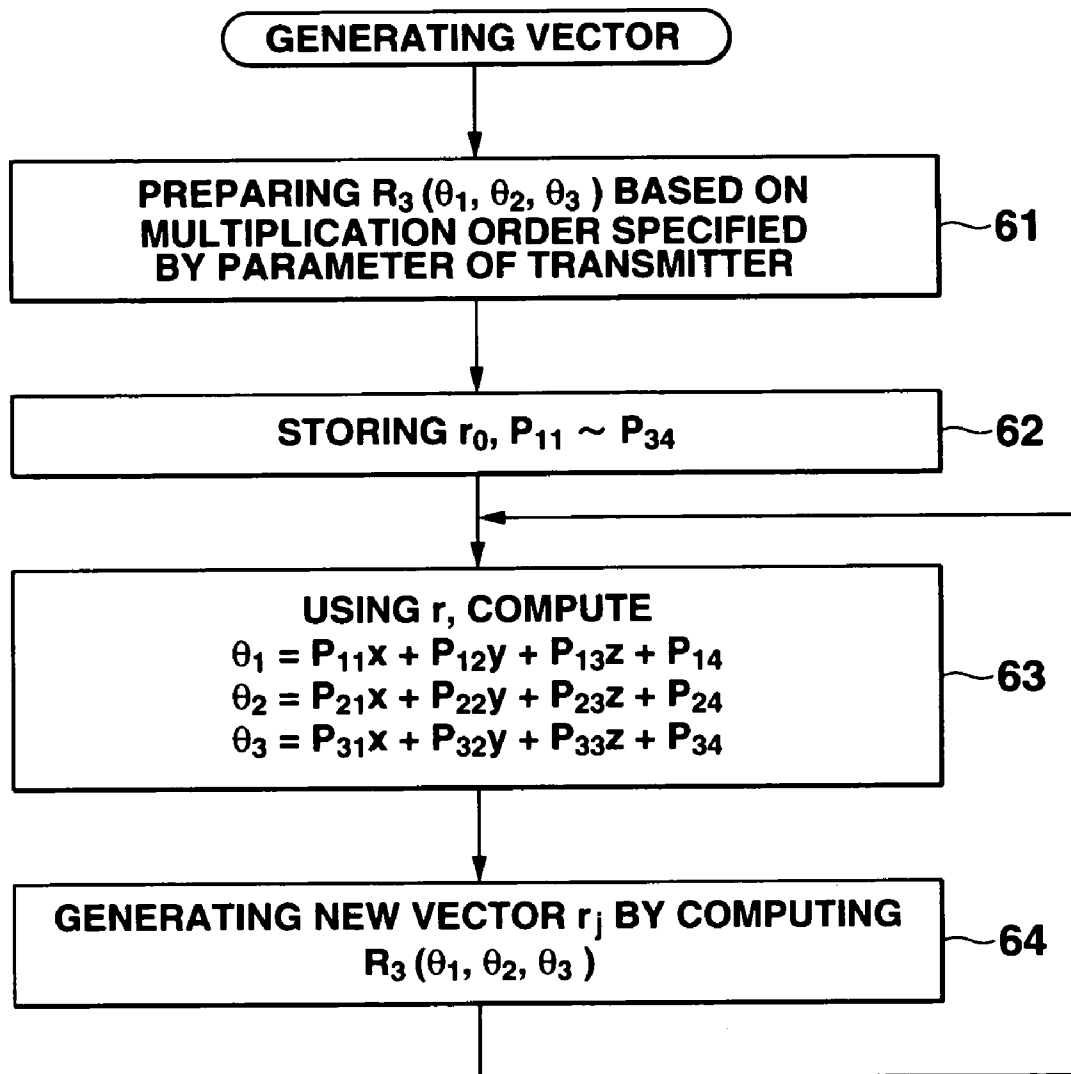 GENERATING VECTOR
PREPARING R₃ (θ₁, θ₂, θ₃ ) BASED ON
MULTIPLICATION ORDER SPECIFIED
BY PARAMETER OF TRANSMITTER
61
STORING r₀, P₁₁ ~ P₃₄
62
USING r, COMPUTE
θ₁ = P₁₁x + P₁₂y + P₁₃z + P₁₄
θ₂ = P₂₁x + P₂₂y + P₂₃z + P₂₄
θ₃ = P₃₁x + P₃₂y + P₃₃z + P₃₄
63
GENERATING NEW VECTOR rⱼ BY COMPUTING
R₃ (θ₁, θ₂, θ₃ )
64